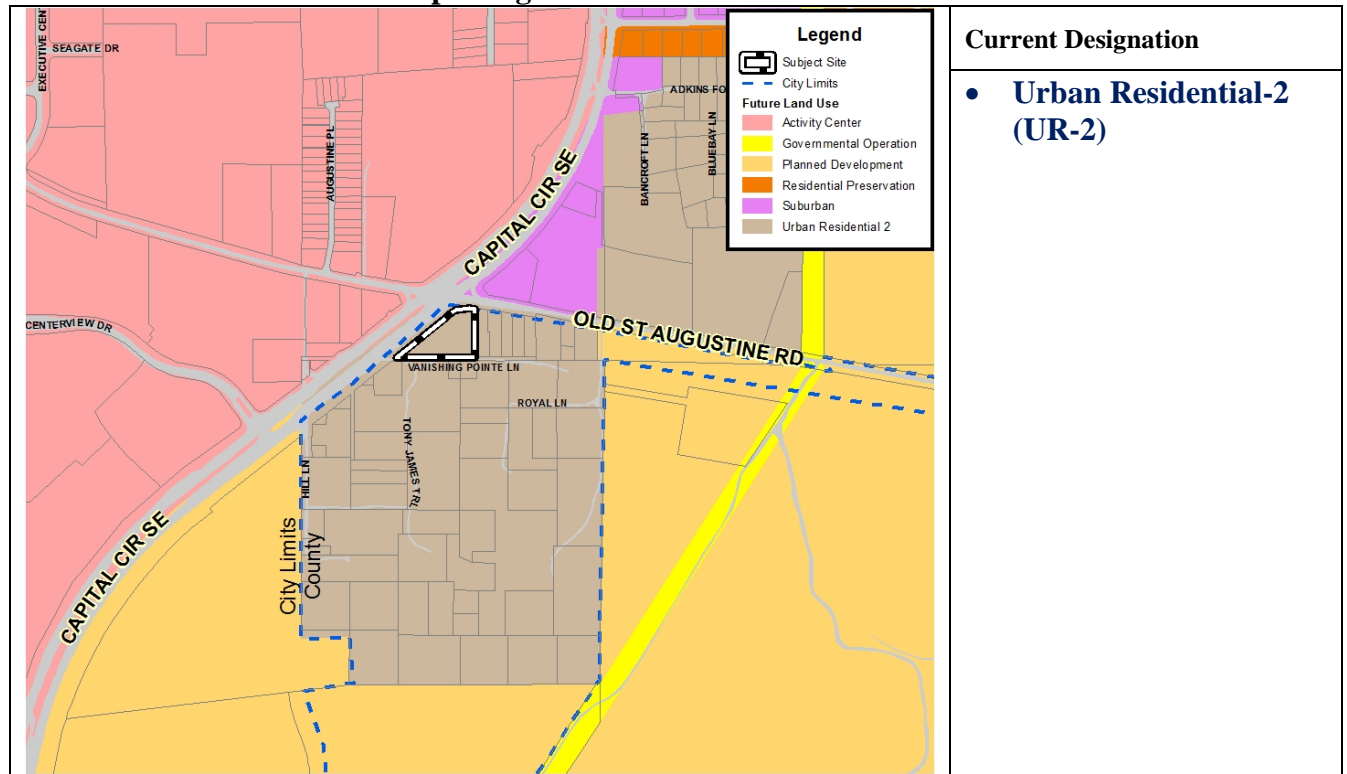 EXECUTIVE CEN
SEAGATE DR
AUGUSTINE PL
CAPITAL CIR SE
BANCROFT LN
BLUEBAY LN
ADKINS FO
Legend
Subject Site
City Limits
Future Land Use
Activity Center
Governmental Operation
Planned Development
Residential Preservation
Suburban
Urban Residential 2
CENTERVIEW DR
OLD ST AUGUSTINE RD
VANISHING POINTE LN
ROYAL LN
TONY JAMES TRL
HILL LN
City Limits
County
CAPITAL CIR SE
Current Designation
• Urban Residential-2
(UR-2)